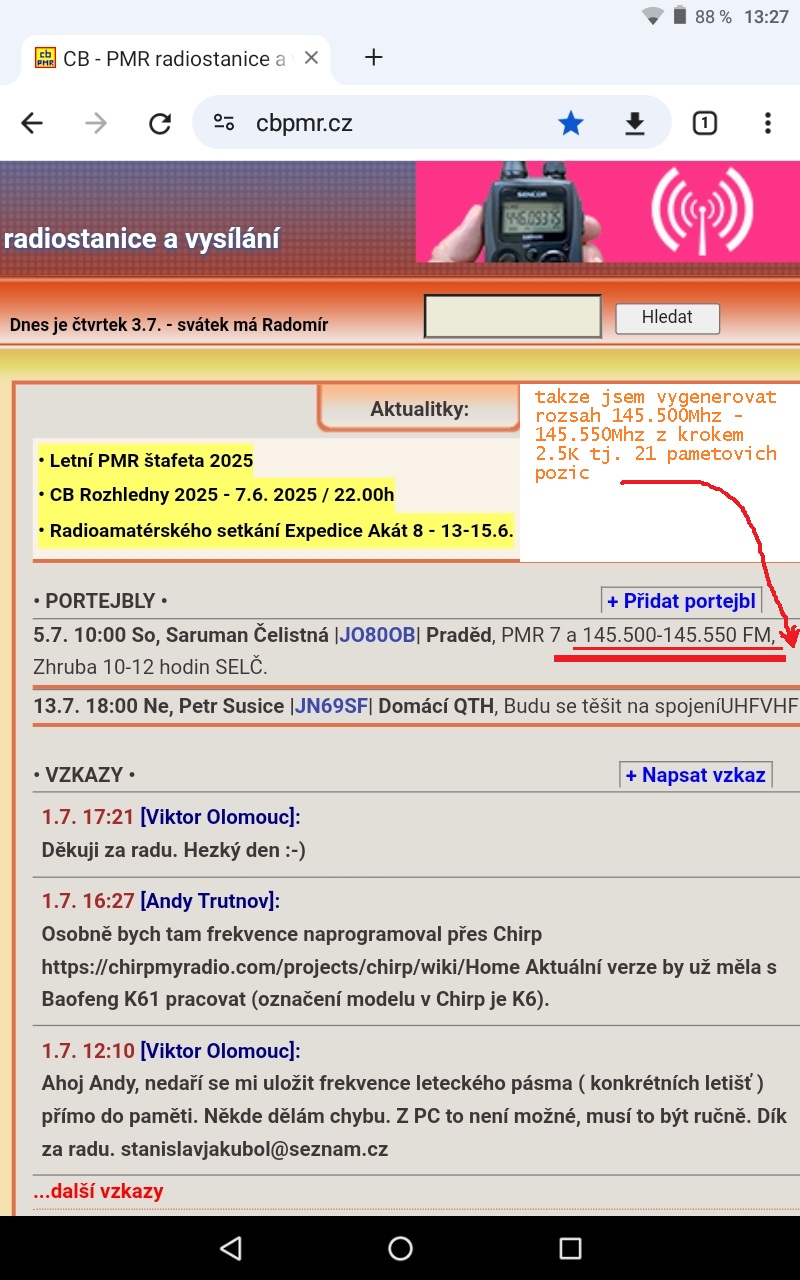 88 % 13:27
CB - PMR radiostanice a
cbpmr.cz
1
SENCOR
446.09375
radiostanice a vysílání
Dnes je čtvrtek 3.7. - svátek má Radomír
Hledat
Aktualitky:
takze jsem vygenerovat
rozsah 145.500Mhz -
145.550Mhz z krokem
2.5K tj. 21 pametovich
pozic
• Letní PMR štafeta 2025
• CB Rozhledny 2025 - 7.6. 2025 / 22.00h
• Radioamatérského setkání Expedice Akát 8 - 13-15.6.
• PORTEJBLY •
+ Přidat portejbl
5.7. 10:00 So, Saruman Čelistná |JO80OB| Praděd, PMR 7 a 145.500-145.550 FM,
Zhruba 10-12 hodin SELČ.
13.7. 18:00 Ne, Petr Susice |JN69SF| Domácí QTH, Budu se těšit na spojeníUHFVHF
• VZKAZY •
+ Napsat vzkaz
1.7. 17:21 [Viktor Olomouc]:
Děkuji za radu. Hezký den :-)
1.7. 16:27 [Andy Trutnov]:
Osobně bych tam frekvence naprogramoval přes Chirp
https://chirpmyradio.com/projects/chirp/wiki/Home Aktuální verze by už měla s
Baofeng K61 pracovat (označení modelu v Chirp je K6).
1.7. 12:10 [Viktor Olomouc]:
Ahoj Andy, nedaří se mi uložit frekvence leteckého pásma ( konkrétních letišť )
přímo do paměti. Někde dělám chybu. Z PC to není možné, musí to být ručně. Dík
za radu. stanislavjakubol@seznam.cz
...další vzkazy